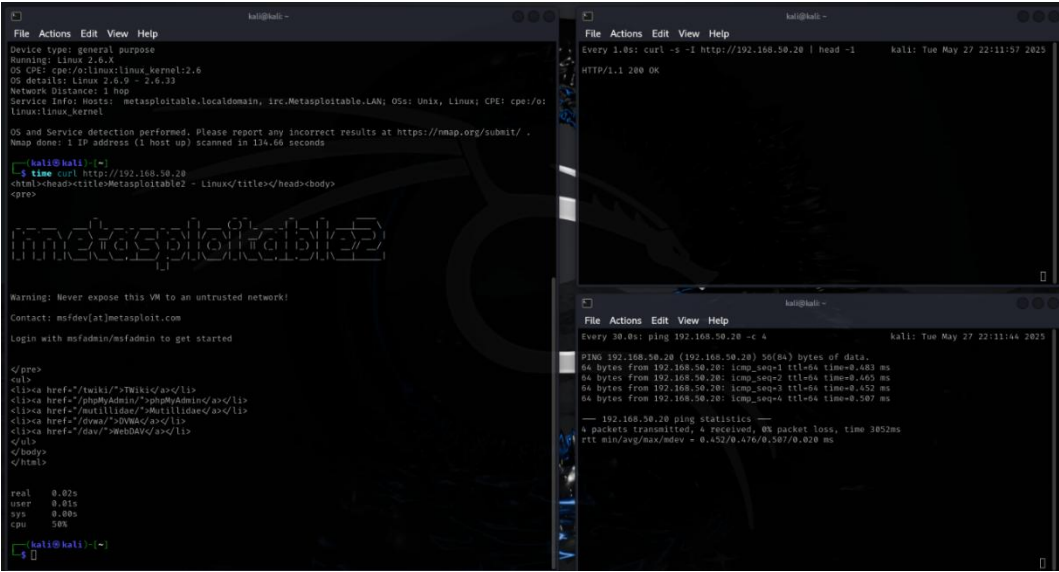 kali@kali: ~
File Actions Edit View Help
Device type: general purpose
Running: Linux 2.6.X
OS CPE: cpe:/o:linux:linux_kernel:2.6
OS details: Linux 2.6.9 - 2.6.33
Network Distance: 1 hop
Service Info: Hosts:  metasploitable.localdomain, irc.Metasploitable.LAN; OSs: Unix, Linux; CPE: cpe:/o:
linux:linux_kernel
OS and Service detection performed. Please report any incorrect results at https://nmap.org/submit/ .
Nmap done: 1 IP address (1 host up) scanned in 134.66 seconds
(kali㉿kali)-[~]
$ time curl http://192.168.50.20
<html><head><title>Metasploitable2 - Linux</title></head><body>
<pre>
metasploitable2
Warning: Never expose this VM to an untrusted network!
Contact: msfdev[at]metasploit.com
Login with msfadmin/msfadmin to get started
</pre>
<ul>
<li><a href="/twiki/">TWiki</a></li>
<li><a href="/phpMyAdmin/">phpMyAdmin</a></li>
<li><a href="/mutillidae/">Mutillidae</a></li>
<li><a href="/dvwa/">DVWA</a></li>
<li><a href="/dav/">WebDAV</a></li>
</ul>
</body>
</html>
real    0.02s
user    0.01s
sys     0.00s
cpu     50%
(kali㉿kali)-[~]
$
kali@kali: ~
File Actions Edit View Help
Every 1.0s: curl -s -I http://192.168.50.20 | head -1    kali: Tue May 27 22:11:57 2025
HTTP/1.1 200 OK
kali@kali: ~
File Actions Edit View Help
Every 30.0s: ping 192.168.50.20 -c 4    kali: Tue May 27 22:11:44 2025
PING 192.168.50.20 (192.168.50.20) 56(84) bytes of data.
64 bytes from 192.168.50.20: icmp_seq=1 ttl=64 time=0.483 ms
64 bytes from 192.168.50.20: icmp_seq=2 ttl=64 time=0.465 ms
64 bytes from 192.168.50.20: icmp_seq=3 ttl=64 time=0.452 ms
64 bytes from 192.168.50.20: icmp_seq=4 ttl=64 time=0.507 ms
--- 192.168.50.20 ping statistics ---
4 packets transmitted, 4 received, 0% packet loss, time 3052ms
rtt min/avg/max/mdev = 0.452/0.476/0.507/0.020 ms